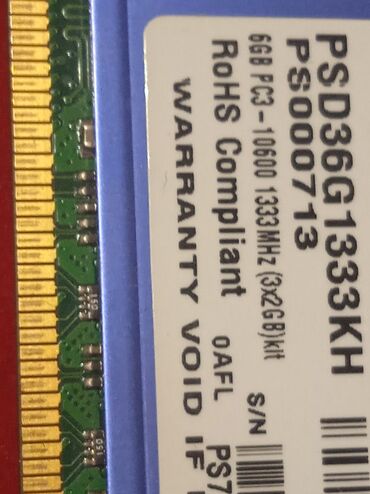 PSD36G1333KH
PS000713
6GB PC3-10600 1333MHz (3x2GB)kit
RoHS Compliant
0AFL
S/N
WARRANTY VOID IF
PS7